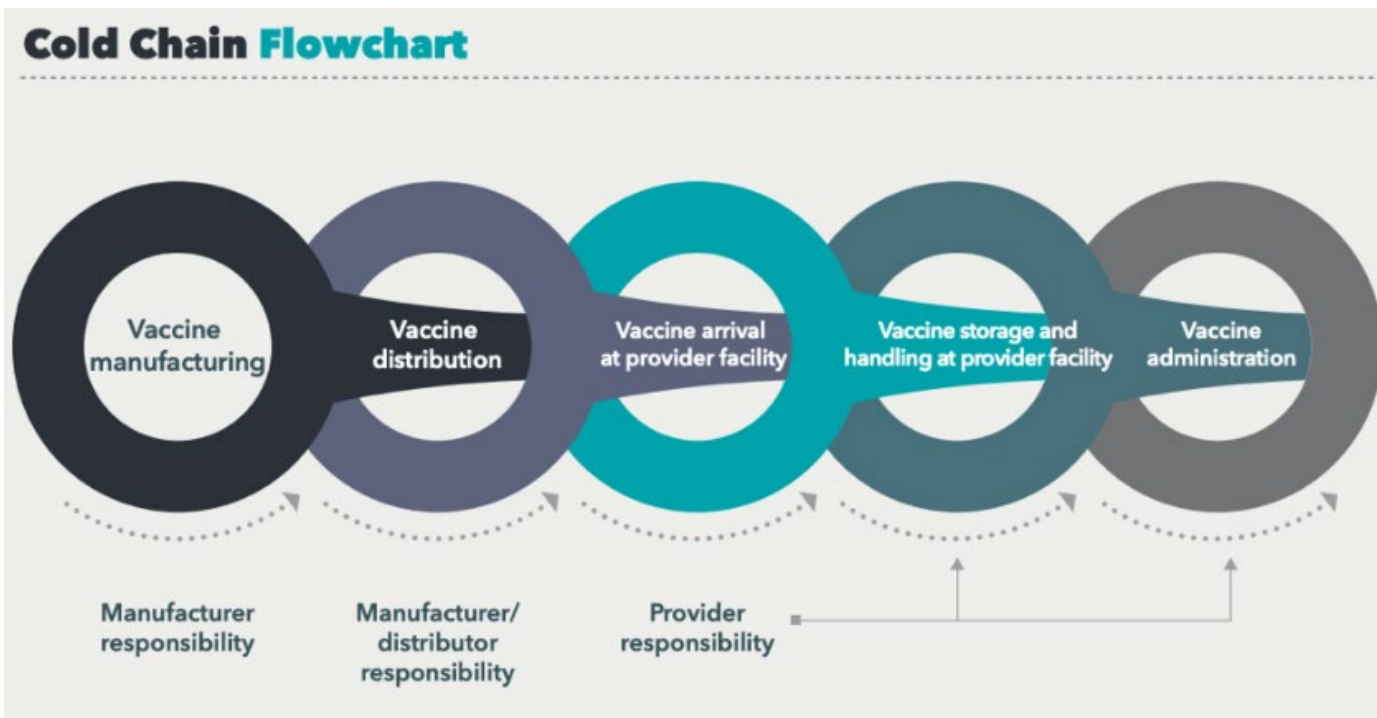 Cold Chain Flowchart
Vaccine
manufacturing
Vaccine
distribution
Vaccine arrival
at provider facility
Vaccine storage and
handling at provider facility
Vaccine
administration
Manufacturer
responsibility
Manufacturer/
distributor
responsibility
Provider
responsibility